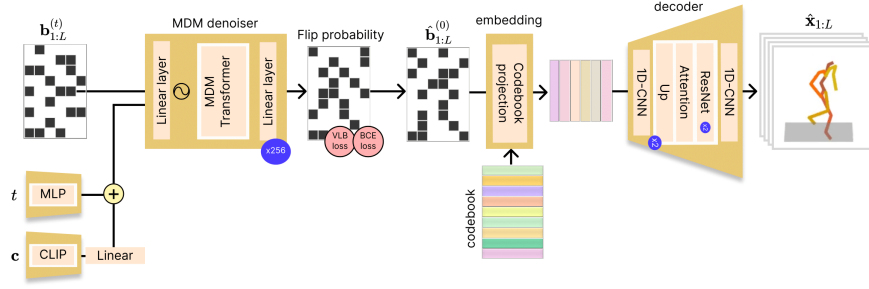 b_{1:L}^{(t)}
MDM denoiser
Linear layer
MDM
Transformer
Linear layer
x256
Flip probability
VLB
loss
BCE
loss
b̂_{1:L}^{(0)}
embedding
Codebook
projection
codebook
decoder
1D-CNN
Up
Attention
ResNet
x2
x2
1D-CNN
x̂_{1:L}
t
MLP
+
c
CLIP
Linear